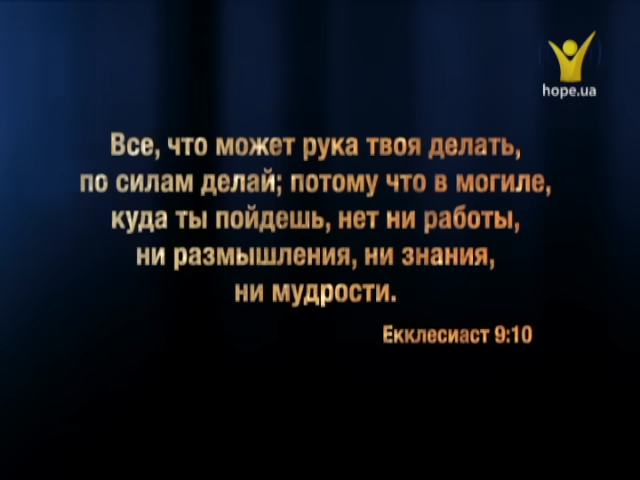 hope.ua
Все, что может рука твоя делать,
по силам делай; потому что в могиле,
куда ты пойдешь, нет ни работы,
ни размышления, ни знания,
ни мудрости.
Екклесиаст 9:10